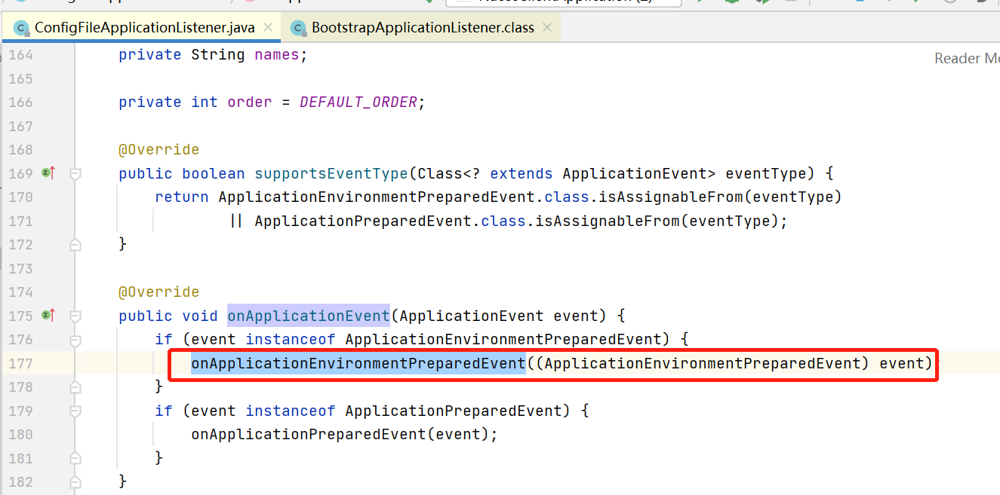 ConfigFileApplicationListener.java BootstrapApplicationListener.class
164 private String names;
Reader Mo
165
166 private int order = DEFAULT_ORDER;
167
168 @Override
169 public boolean supportsEventType(Class<? extends ApplicationEvent> eventType) {
170 return ApplicationEnvironmentPreparedEvent.class.isAssignableFrom(eventType)
171 || ApplicationPreparedEvent.class.isAssignableFrom(eventType);
172 }
173
174 @Override
175 public void onApplicationEvent(ApplicationEvent event) {
176 if (event instanceof ApplicationEnvironmentPreparedEvent) {
177 onApplicationEnvironmentPreparedEvent((ApplicationEnvironmentPreparedEvent) event)
178 }
179 if (event instanceof ApplicationPreparedEvent) {
180 onApplicationPreparedEvent(event);
181 }
182 }